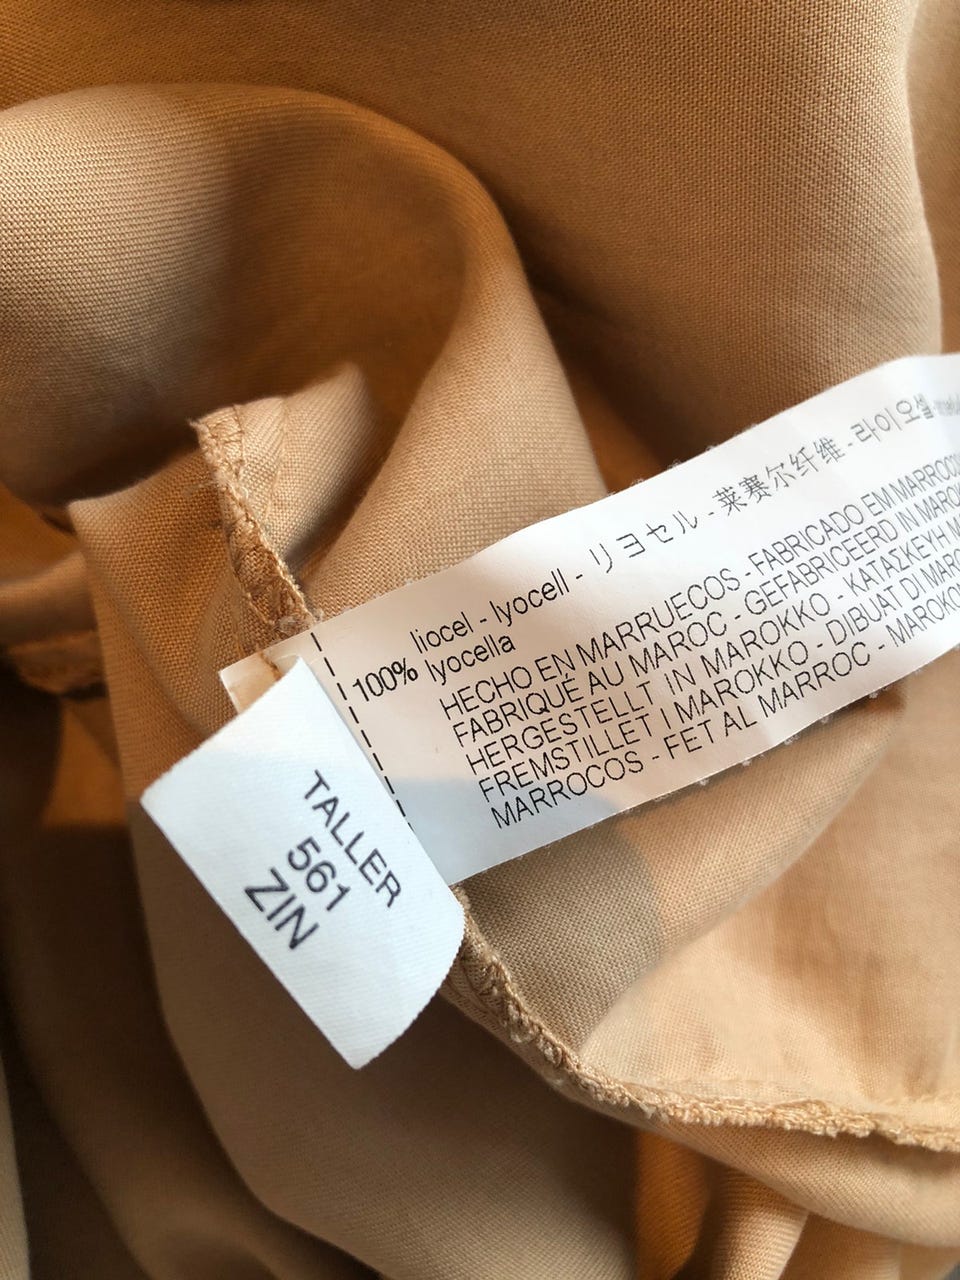 100% liocel - lyocell - リヨセル - 莱赛尔纤维 - 라이오셀
lyocella
HECHO EN MARRUECOS - FABRICADO EM MARROCOS
FABRIQUÉ AU MAROC - GEFABRICEERD IN MAROK
HERGESTELLT IN MAROKKO - ΚΑΤΑΣΚΕΥΗ Μ
FREMSTILLET I MAROKKO - DIBUAT DI MARO
MARROCOS - FET AL MARROC - MAROKO
TALLER
561
ZIN